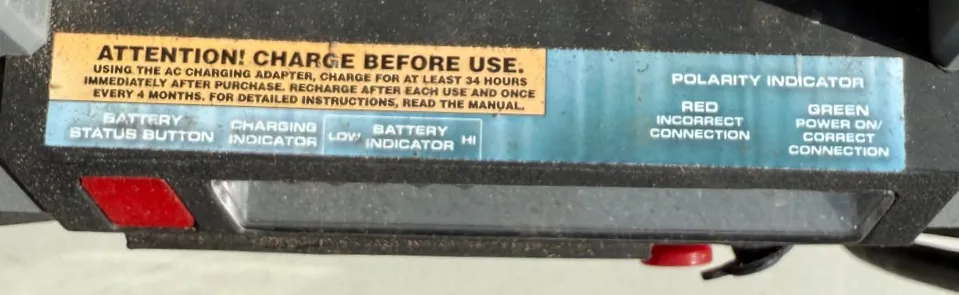 ATTENTION! CHARGE BEFORE USE.
USING THE AC CHARGING ADAPTER, CHARGE FOR AT LEAST 34 HOURS
IMMEDIATELY AFTER PURCHASE. RECHARGE AFTER EACH USE AND ONCE
EVERY 4 MONTHS. FOR DETAILED INSTRUCTIONS, READ THE MANUAL.
BATTERY
STATUS BUTTON
CHARGING
INDICATOR
LOW
BATTERY
INDICATOR
HI
POLARITY INDICATOR
RED
INCORRECT
CONNECTION
GREEN
POWER ON/
CORRECT
CONNECTION